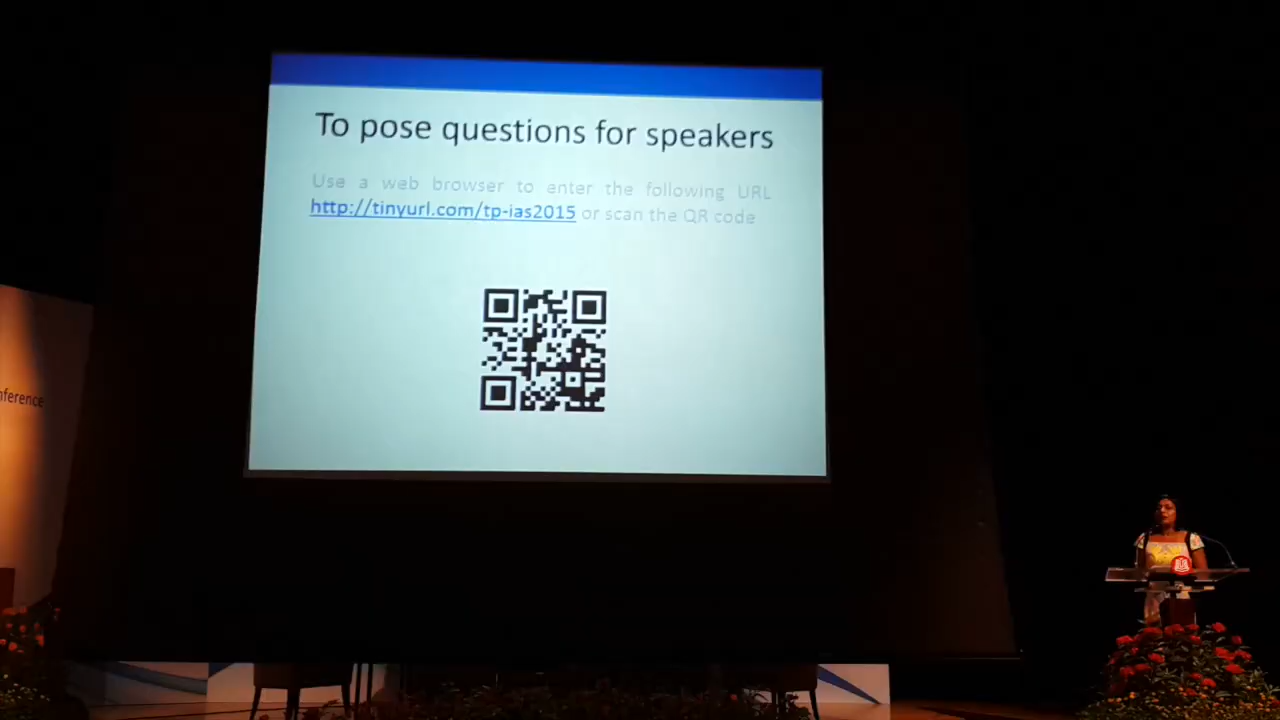 To pose questions for speakers
Use a web browser to enter the following URL
http://tinyurl.com/tp-ias2015 or scan the QR code
nference